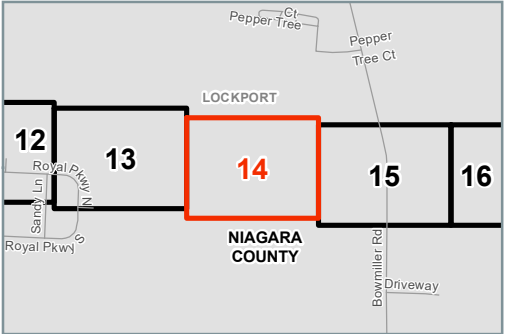 Ct
Pepper Tree
Pepper
Tree Ct
LOCKPORT
12
13
14
15
16
Royal Pkwy N
Sandy Ln
Royal Pkwy S
NIAGARA
COUNTY
Bowmiller Rd
Driveway